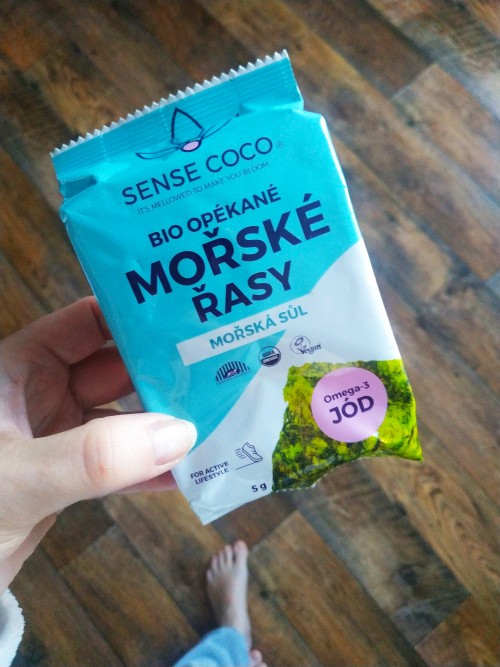 SENSE COCO®
IT'S MELLOWED TO MAKE YOU BLOOM
BIO OPÉKANÉ
MOŘSKÉ
ŘASY
MOŘSKÁ SŮL
Vegan
Omega-3
JÓD
FOR ACTIVE
LIFESTYLE
5 g